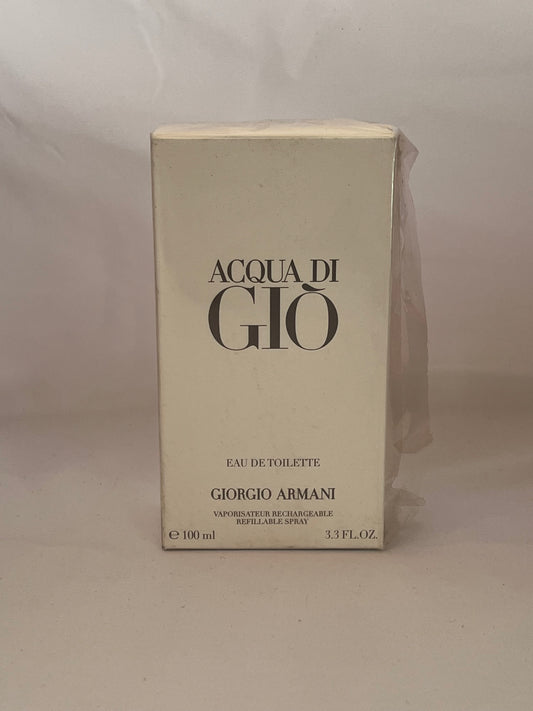 ACQUA DI
GIÒ
EAU DE TOILETTE
GIORGIO ARMANI
VAPORISATEUR RECHARGEABLE
REFILLABLE SPRAY
℮ 100 ml 3.3 FL.OZ.